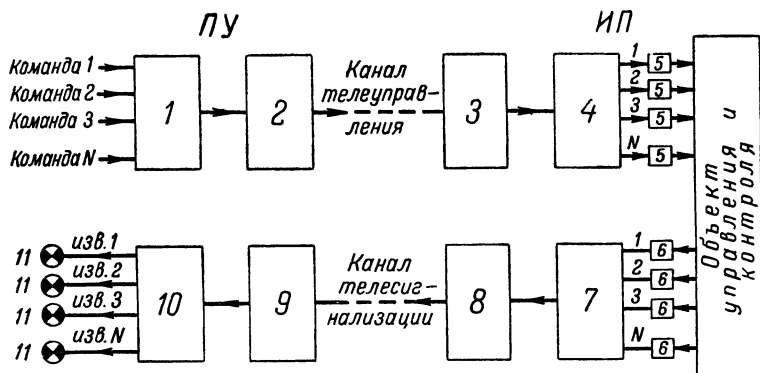 ПУ
ИП
Команда 1
Команда 2
Команда 3
Команда N
1
2
Канал
телеуправ-
ления
3
4
1
5
2
5
3
5
N
5
Объект
управления и
контроля
11
изв.1
11
изв.2
11
изв.3
11
изв.N
10
9
Канал
телесиг-
нализации
8
7
1
6
2
6
3
6
N
6